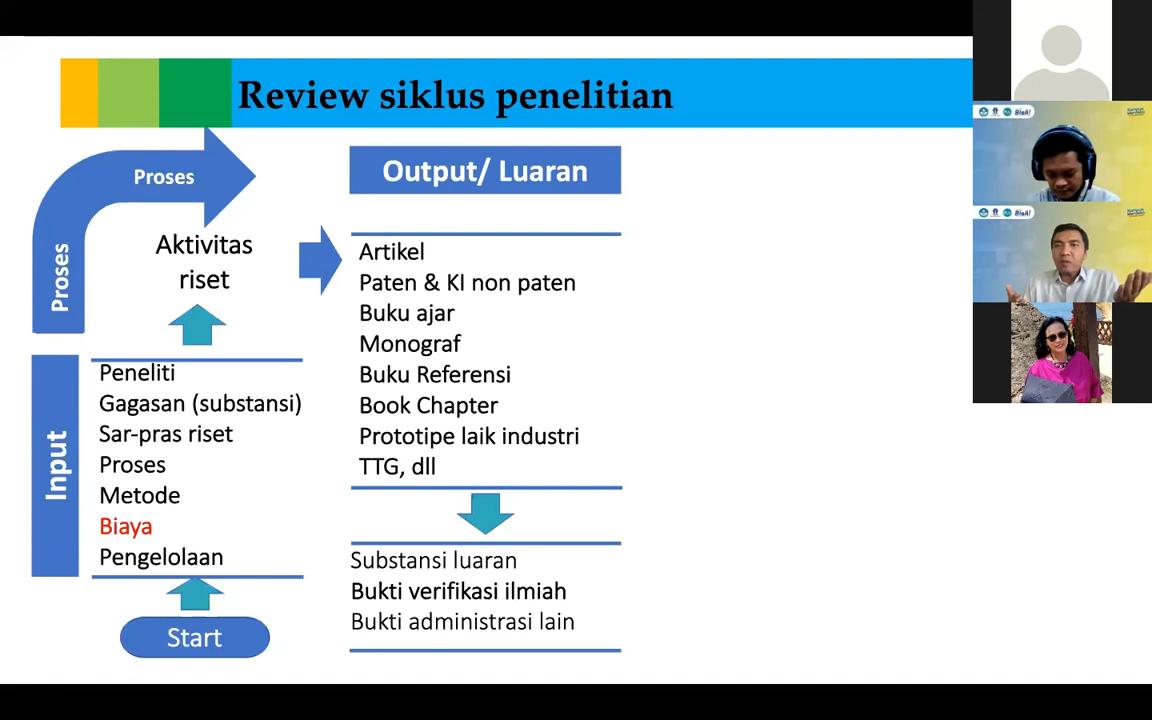 Review siklus penelitian
Proses
Proses
Aktivitas
riset
Input
Peneliti
Gagasan (substansi)
Sar-pras riset
Proses
Metode
Biaya
Pengelolaan
Start
Output/ Luaran
Artikel
Paten & KI non paten
Buku ajar
Monograf
Buku Referensi
Book Chapter
Prototipe laik industri
TTG, dll
Substansi luaran
Bukti verifikasi ilmiah
Bukti administrasi lain
BisA!
BisA!